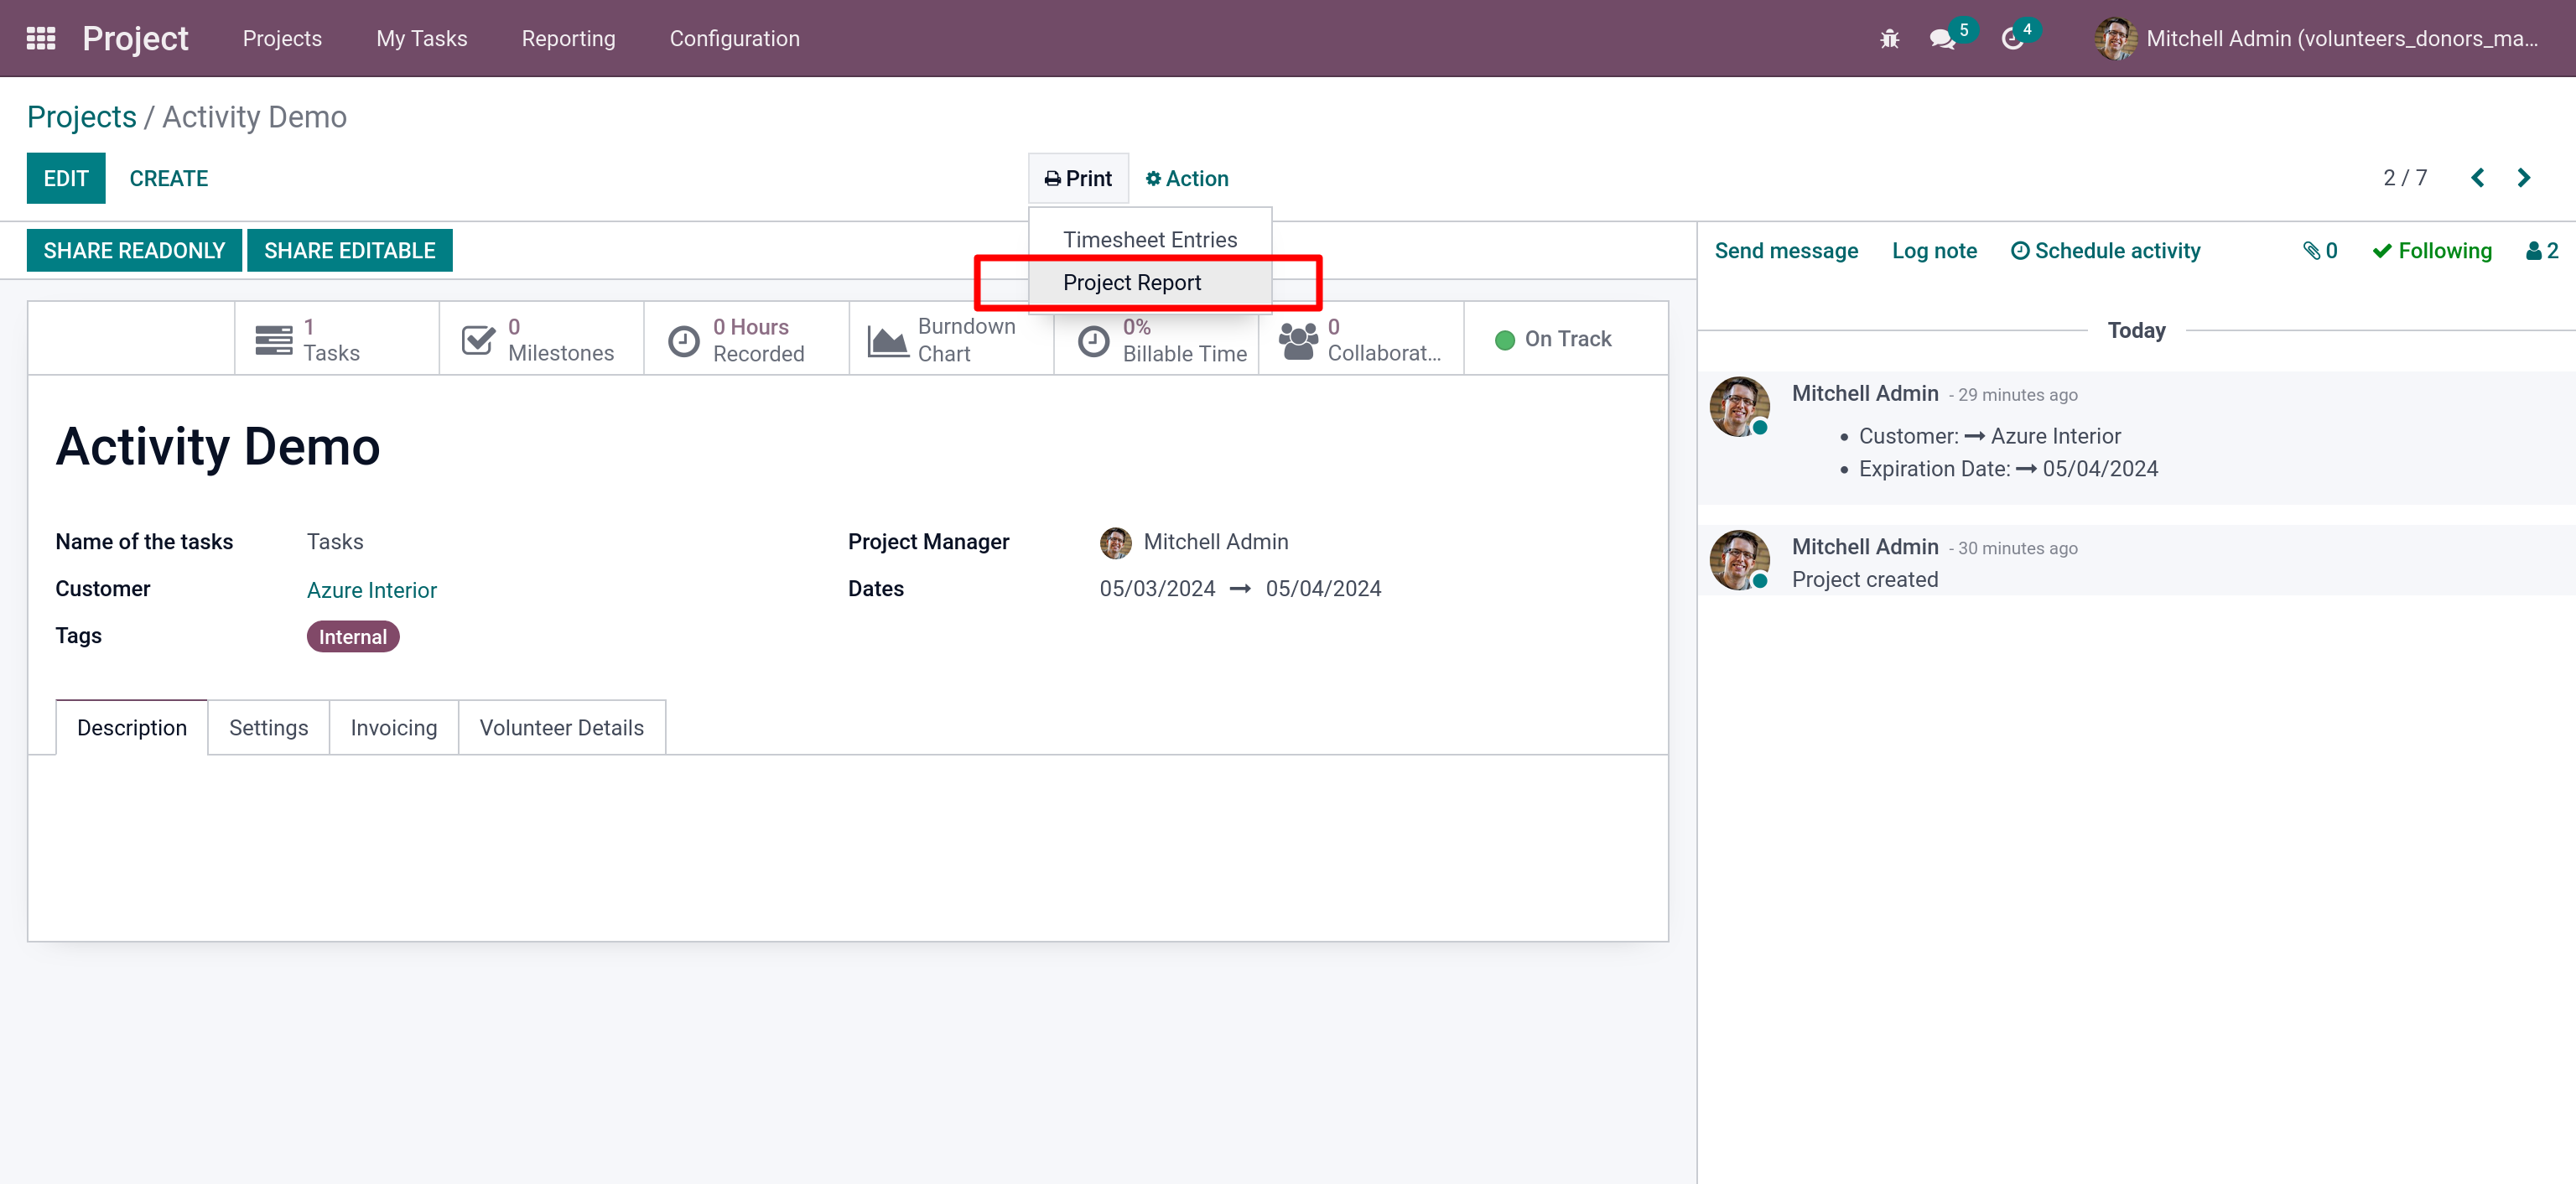 Project Projects My Tasks Reporting Configuration 5 4 Mitchell Admin (volunteers_donors_ma...
Projects / Activity Demo
EDIT CREATE Print Action 2 / 7
Timesheet Entries
Project Report
SHARE READONLY SHARE EDITABLE
Send message Log note Schedule activity 0 Following 2
1 Tasks
0 Milestones
0 Hours Recorded
Burndown Chart
0% Billable Time
0 Collaborat...
On Track
Activity Demo
Name of the tasks Tasks
Customer Azure Interior
Tags Internal
Project Manager Mitchell Admin
Dates 05/03/2024 → 05/04/2024
Description Settings Invoicing Volunteer Details
Today
Mitchell Admin - 29 minutes ago
• Customer: → Azure Interior
• Expiration Date: → 05/04/2024
Mitchell Admin - 30 minutes ago
Project created